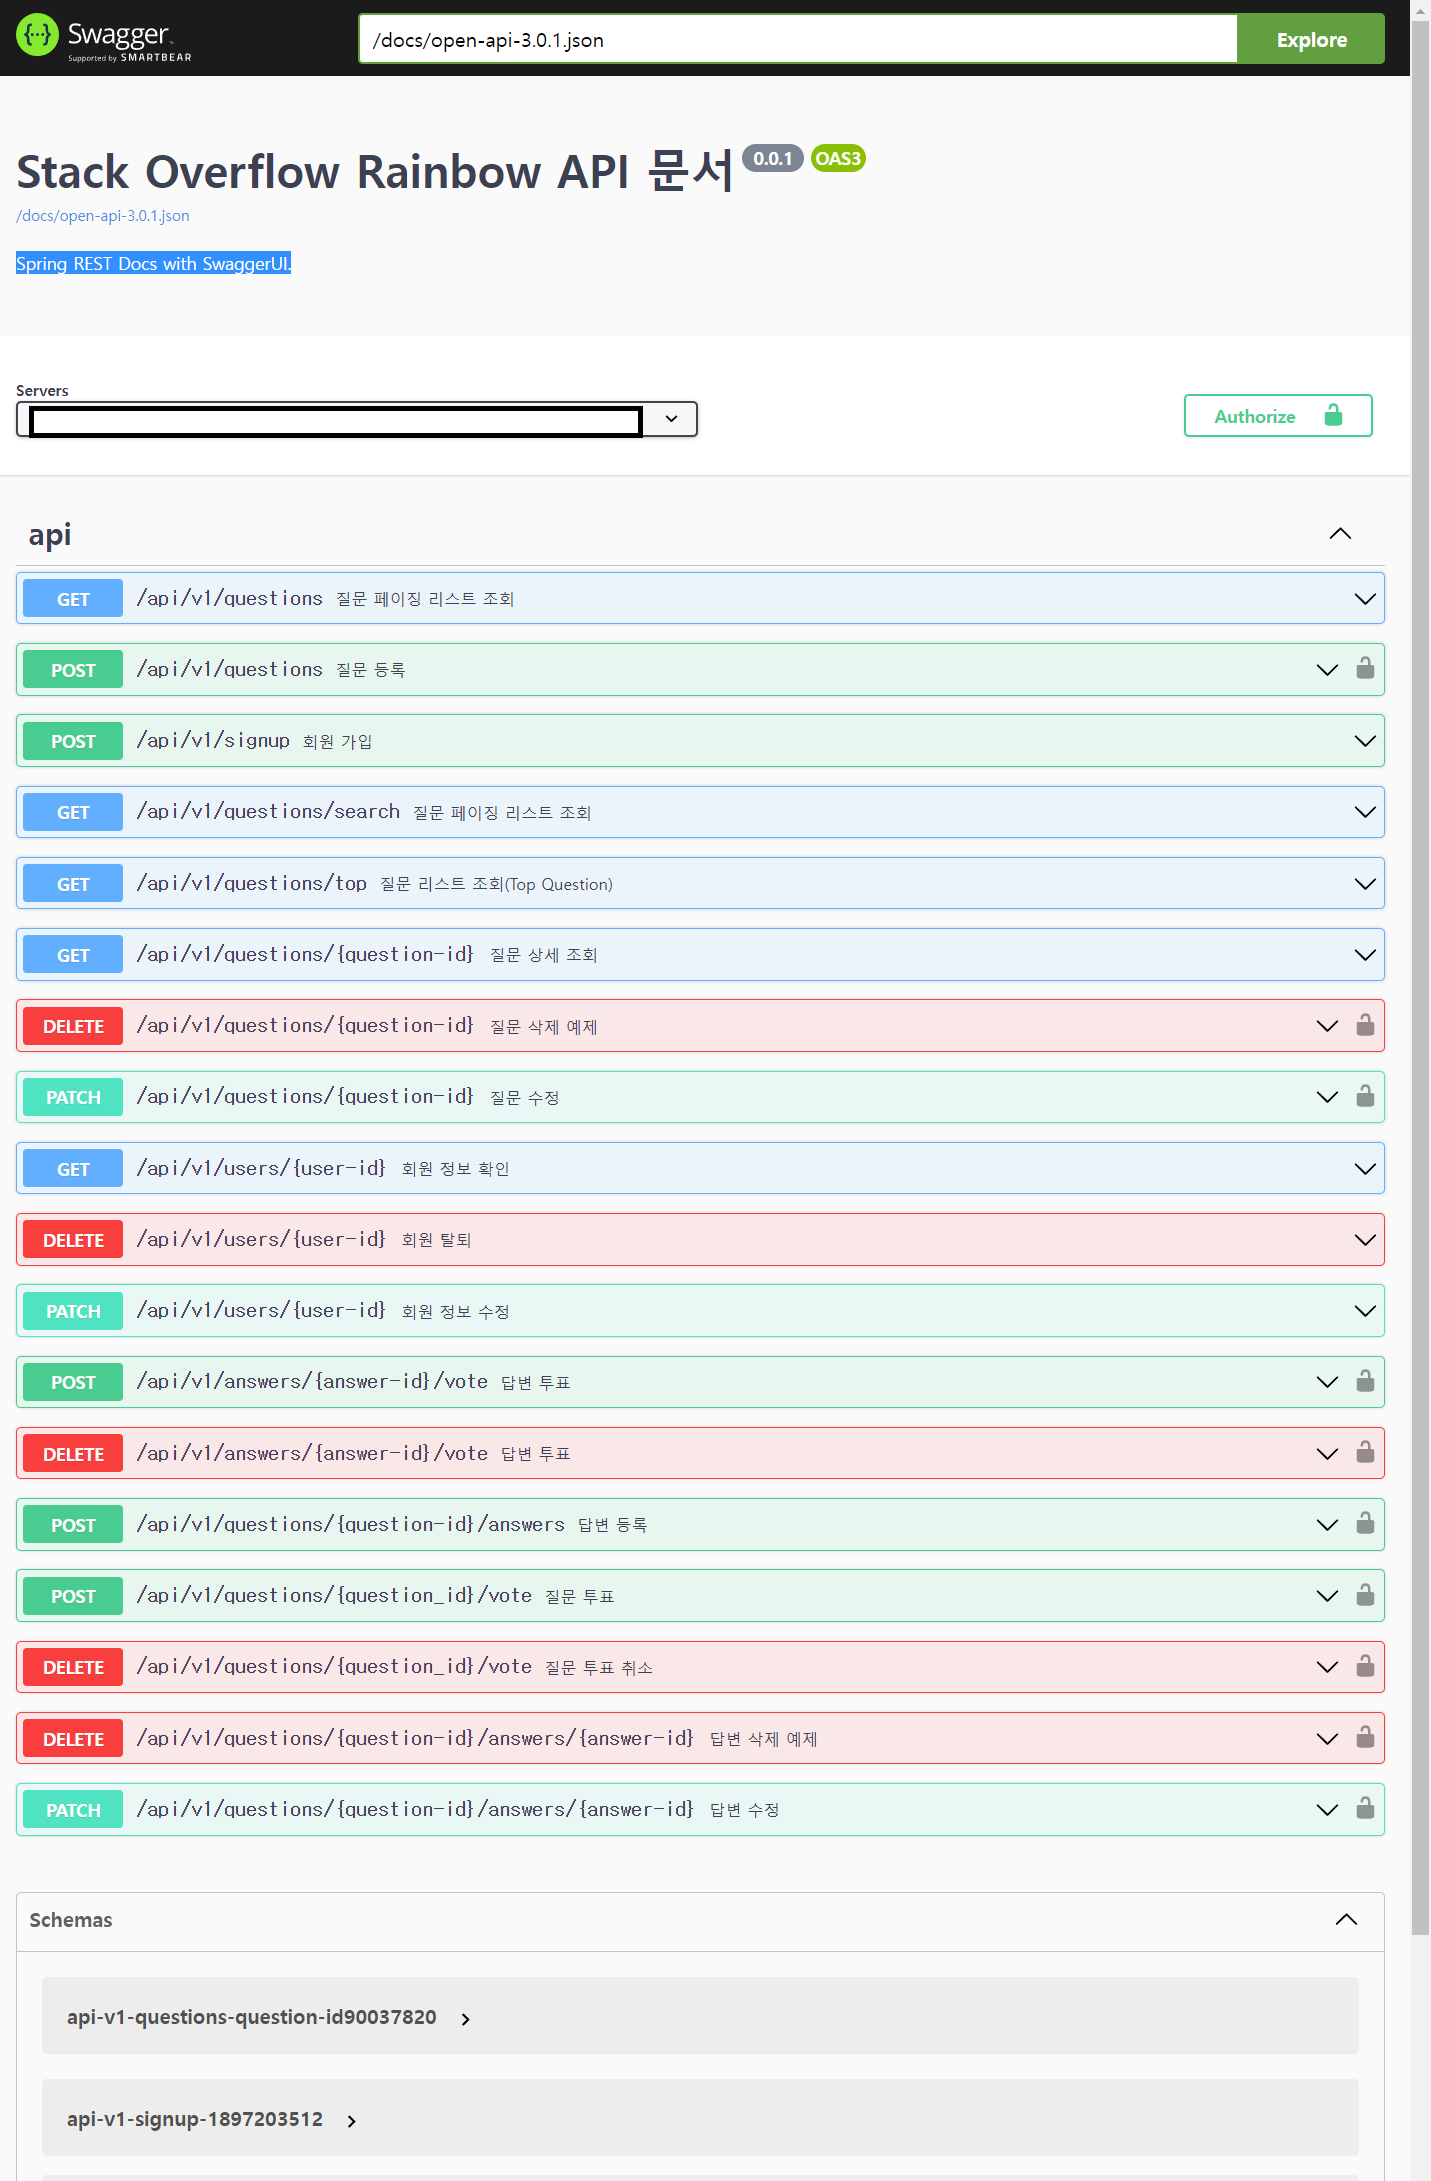 Swagger
Supported by SMARTBEAR
/docs/open-api-3.0.1.json
Explore
Stack Overflow Rainbow API 문서 0.0.1 OAS3
/docs/open-api-3.0.1.json
Spring REST Docs with SwaggerUI.
Servers
Authorize
api
GET /api/v1/questions 질문 페이징 리스트 조회
POST /api/v1/questions 질문 등록
POST /api/v1/signup 회원 가입
GET /api/v1/questions/search 질문 페이징 리스트 조회
GET /api/v1/questions/top 질문 리스트 조회(Top Question)
GET /api/v1/questions/{question-id} 질문 상세 조회
DELETE /api/v1/questions/{question-id} 질문 삭제 예제
PATCH /api/v1/questions/{question-id} 질문 수정
GET /api/v1/users/{user-id} 회원 정보 확인
DELETE /api/v1/users/{user-id} 회원 탈퇴
PATCH /api/v1/users/{user-id} 회원 정보 수정
POST /api/v1/answers/{answer-id}/vote 답변 투표
DELETE /api/v1/answers/{answer-id}/vote 답변 투표
POST /api/v1/questions/{question-id}/answers 답변 등록
POST /api/v1/questions/{question_id}/vote 질문 투표
DELETE /api/v1/questions/{question_id}/vote 질문 투표 취소
DELETE /api/v1/questions/{question-id}/answers/{answer-id} 답변 삭제 예제
PATCH /api/v1/questions/{question-id}/answers/{answer-id} 답변 수정
Schemas
api-v1-questions-question-id90037820
api-v1-signup-1897203512